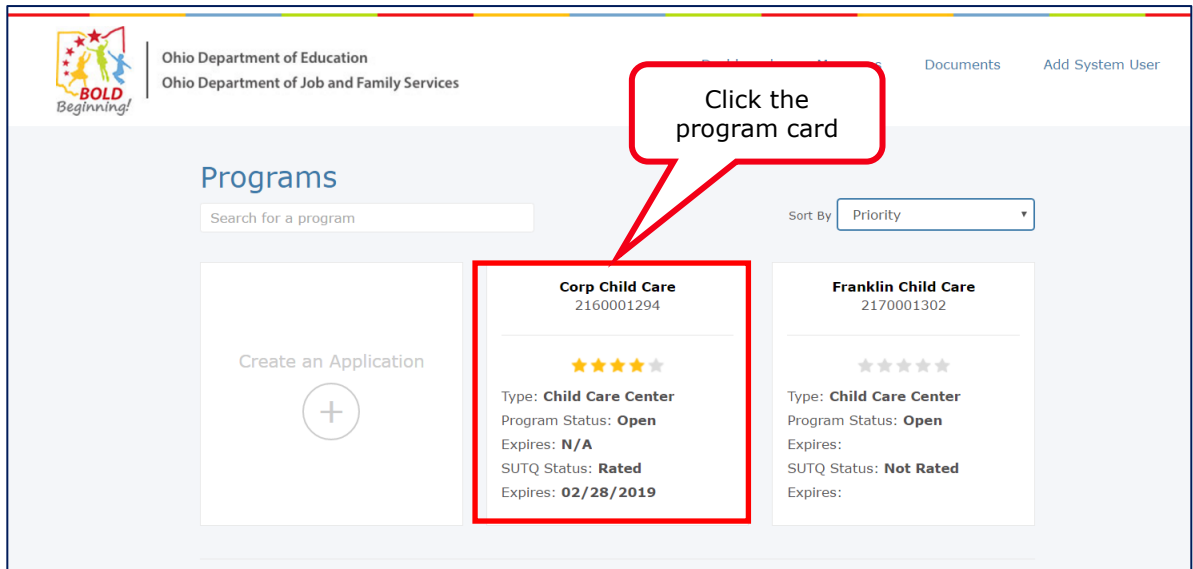 BOLD
Beginning!
Ohio Department of Education
Ohio Department of Job and Family Services
Documents
Add System User
Click the
program card
Programs
Search for a program
Sort By
Priority
Create an Application
Corp Child Care
2160001294
Type: Child Care Center
Program Status: Open
Expires: N/A
SUTQ Status: Rated
Expires: 02/28/2019
Franklin Child Care
2170001302
Type: Child Care Center
Program Status: Open
Expires:
SUTQ Status: Not Rated
Expires: